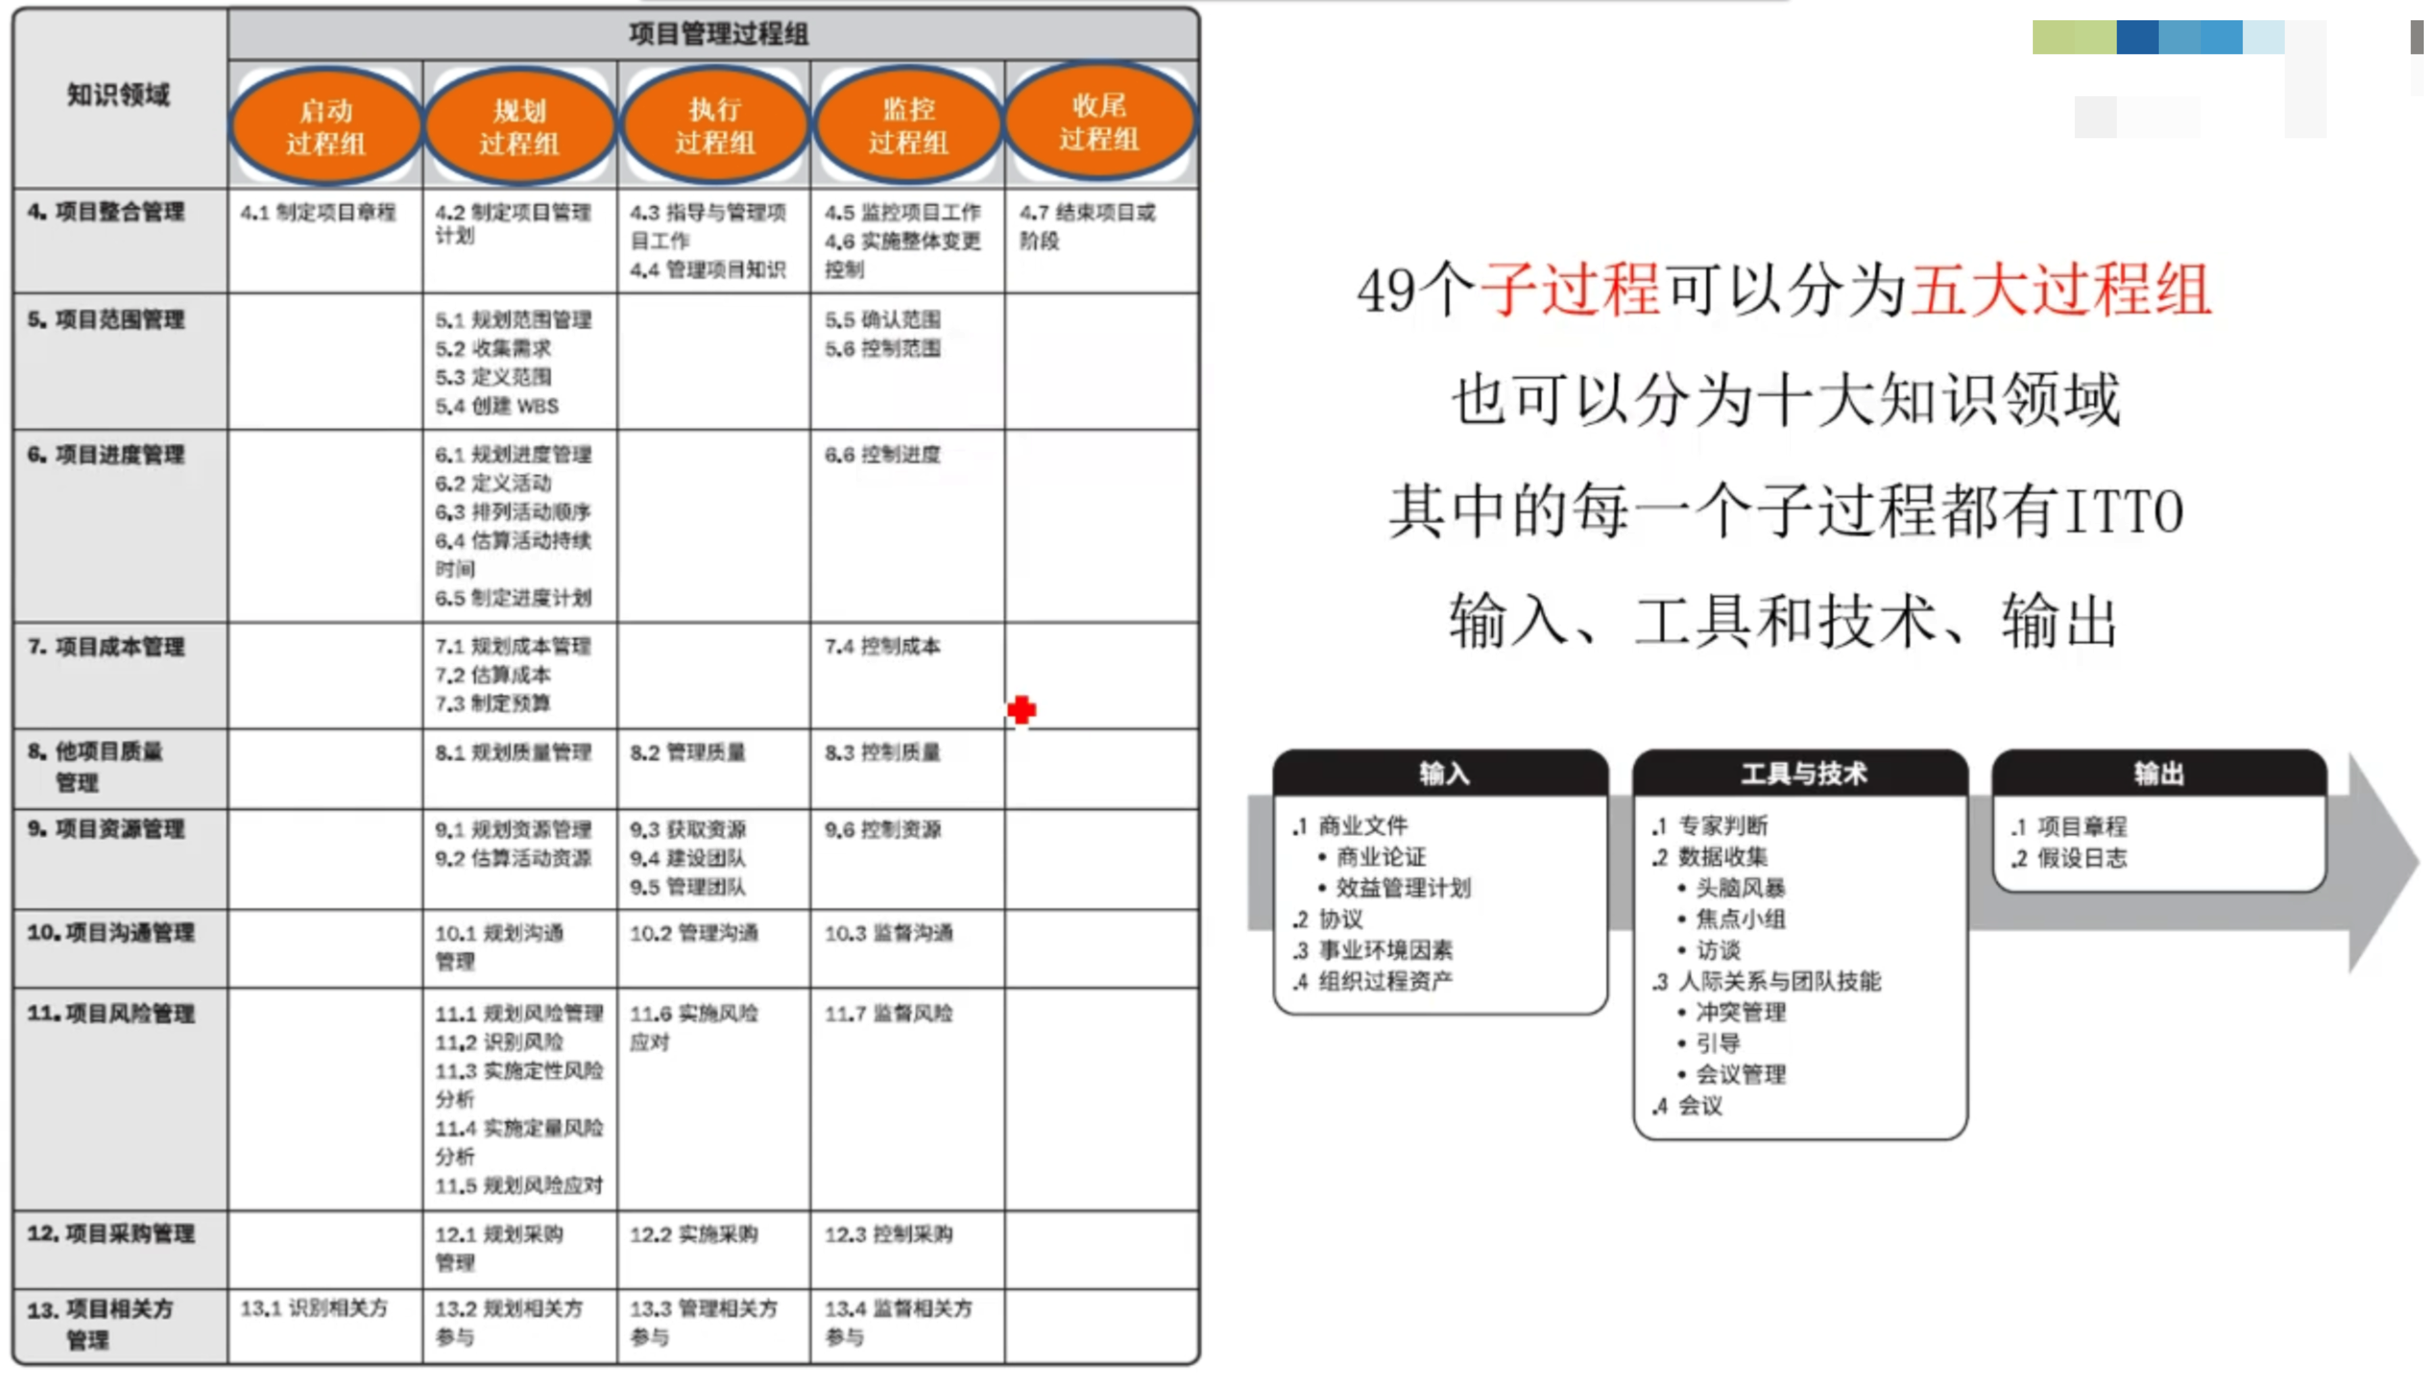 项目管理过程组
知识领域
启动
过程组
规划
过程组
执行
过程组
监控
过程组
收尾
过程组
4. 项目整合管理
4.1 制定项目章程
4.2 制定项目管理
计划
4.3 指导与管理项
目工作
4.4 管理项目知识
4.5 监控项目工作
4.6 实施整体变更
控制
4.7 结束项目或
阶段
5. 项目范围管理
5.1 规划范围管理
5.2 收集需求
5.3 定义范围
5.4 创建 WBS
5.5 确认范围
5.6 控制范围
6. 项目进度管理
6.1 规划进度管理
6.2 定义活动
6.3 排列活动顺序
6.4 估算活动持续
时间
6.5 制定进度计划
6.6 控制进度
7. 项目成本管理
7.1 规划成本管理
7.2 估算成本
7.3 制定预算
7.4 控制成本
8. 他项目质量
管理
8.1 规划质量管理
8.2 管理质量
8.3 控制质量
9. 项目资源管理
9.1 规划资源管理
9.2 估算活动资源
9.3 获取资源
9.4 建设团队
9.5 管理团队
9.6 控制资源
10. 项目沟通管理
10.1 规划沟通
管理
10.2 管理沟通
10.3 监督沟通
11. 项目风险管理
11.1 规划风险管理
11.2 识别风险
11.3 实施定性风险
分析
11.4 实施定量风险
分析
11.5 规划风险应对
11.6 实施风险
应对
11.7 监督风险
12. 项目采购管理
12.1 规划采购
管理
12.2 实施采购
12.3 控制采购
13. 项目相关方
管理
13.1 识别相关方
13.2 规划相关方
参与
13.3 管理相关方
参与
13.4 监督相关方
参与
49个子过程可以分为五大过程组
也可以分为十大知识领域
其中的每一个子过程都有ITTO
输入、工具和技术、输出
输入
.1 商业文件
• 商业论证
• 效益管理计划
.2 协议
.3 事业环境因素
.4 组织过程资产
工具与技术
.1 专家判断
.2 数据收集
• 头脑风暴
• 焦点小组
• 访谈
.3 人际关系与团队技能
• 冲突管理
• 引导
• 会议管理
.4 会议
输出
.1 项目章程
.2 假设日志